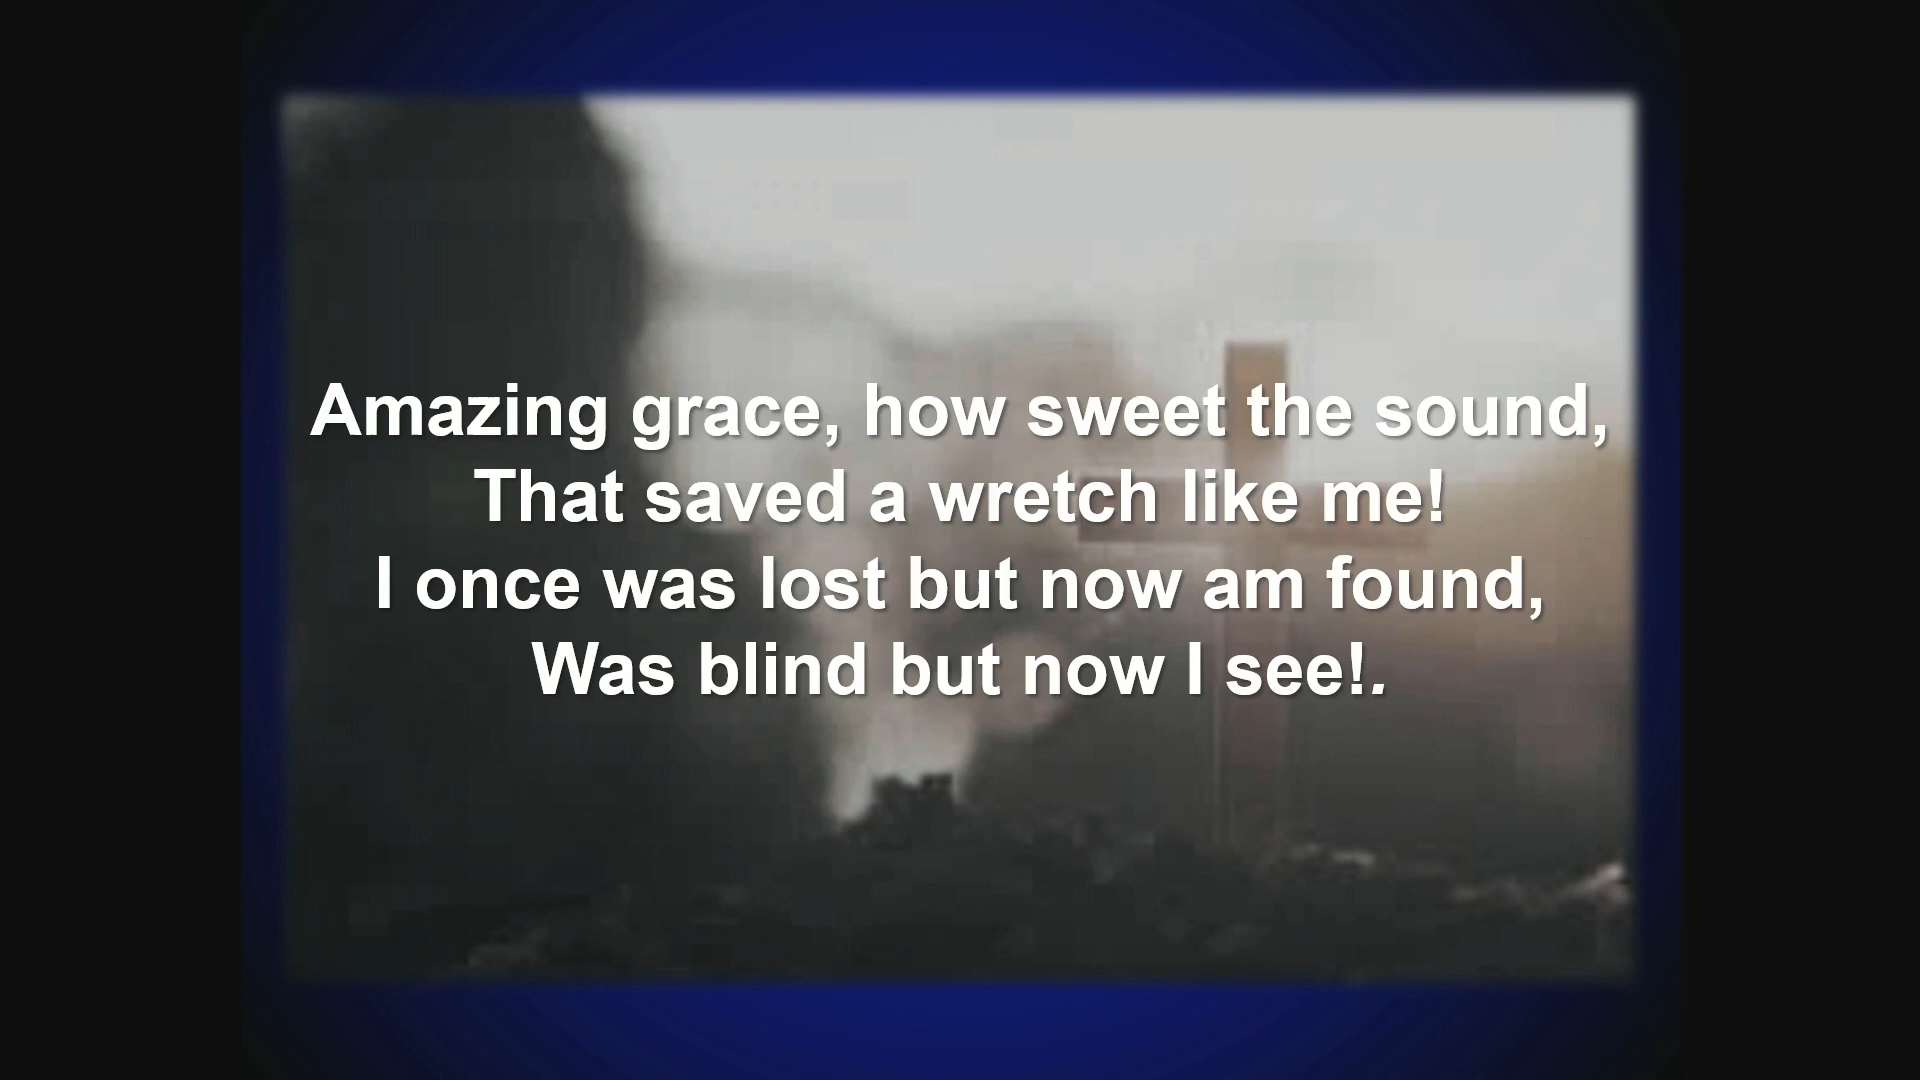 Amazing grace, how sweet the sound,
That saved a wretch like me!
I once was lost but now am found,
Was blind but now I see!.